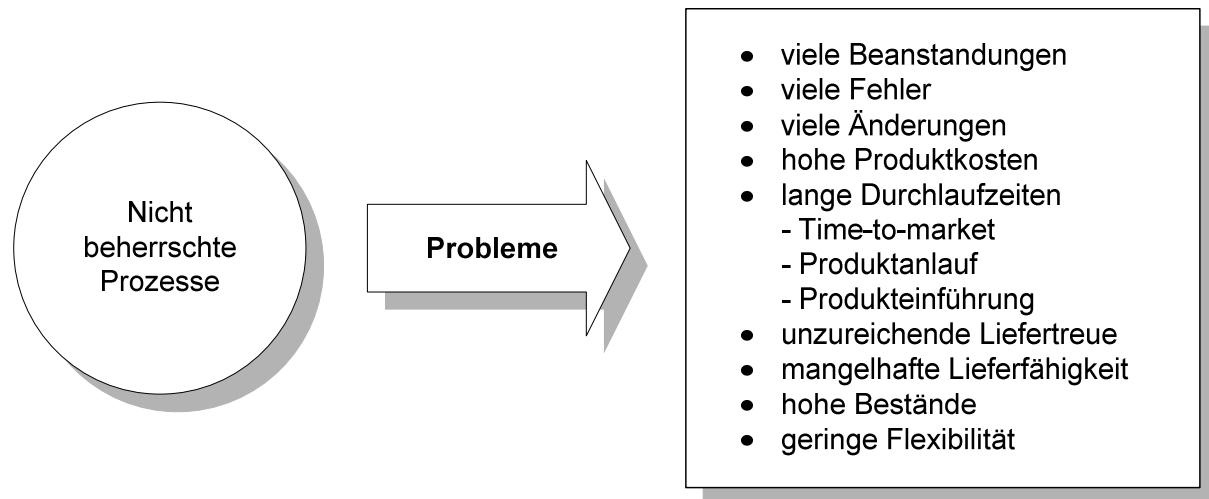 Nicht
beherrschte
Prozesse
Probleme
• viele Beanstandungen
• viele Fehler
• viele Änderungen
• hohe Produktkosten
• lange Durchlaufzeiten
- Time-to-market
- Produktanlauf
- Produkteinführung
• unzureichende Liefertreue
• mangelhafte Lieferfähigkeit
• hohe Bestände
• geringe Flexibilität